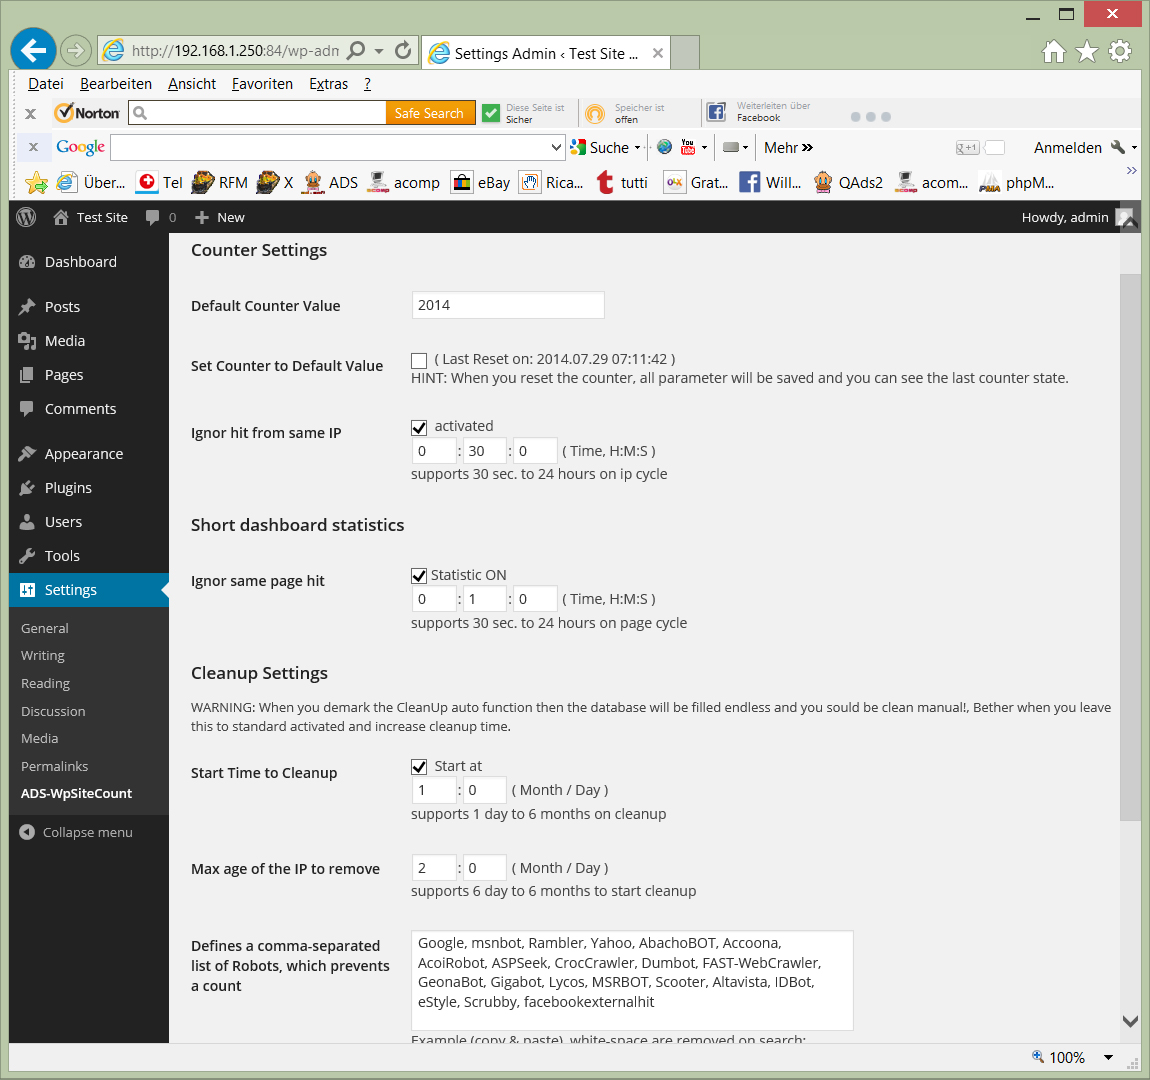 http://192.168.1.250:84/wp-adn
Settings Admin ‹ Test Site ...
Datei Bearbeiten Ansicht Favoriten Extras ?
x Norton Safe Search Diese Seite ist Sicher Speicher ist offen Weiterleiten über Facebook
x Google Suche You Tube Mehr » g +1 Anmelden
Über... Tel RFM X ADS acomp eBay Rica... tutti Grat... Will... QAds2 acom... phpM... »
Test Site 0 + New Howdy, admin
Dashboard
Posts
Media
Pages
Comments
Appearance
Plugins
Users
Tools
Settings
General
Writing
Reading
Discussion
Media
Permalinks
ADS-WpSiteCount
Collapse menu
Counter Settings
Default Counter Value 2014
Set Counter to Default Value ( Last Reset on: 2014.07.29 07:11:42 )
HINT: When you reset the counter, all parameter will be saved and you can see the last counter state.
Ignor hit from same IP activated
0 : 30 : 0 ( Time, H:M:S )
supports 30 sec. to 24 hours on ip cycle
Short dashboard statistics
Ignor same page hit Statistic ON
0 : 1 : 0 ( Time, H:M:S )
supports 30 sec. to 24 hours on page cycle
Cleanup Settings
WARNING: When you demark the CleanUp auto function then the database will be filled endless and you sould be clean manual!, Bether when you leave
this to standard activated and increase cleanup time.
Start Time to Cleanup Start at
1 : 0 ( Month / Day )
supports 1 day to 6 months on cleanup
Max age of the IP to remove 2 : 0 ( Month / Day )
supports 6 day to 6 months to start cleanup
Defines a comma-separated
list of Robots, which prevents
a count
Google, msnbot, Rambler, Yahoo, AbachoBOT, Accoona,
AcoiRobot, ASPSeek, CrocCrawler, Dumbot, FAST-WebCrawler,
GeonaBot, Gigabot, Lycos, MSRBOT, Scooter, Altavista, IDBot,
eStyle, Scrubby, facebookexternalhit
Example (copy & paste), white-space are removed on search:
100%